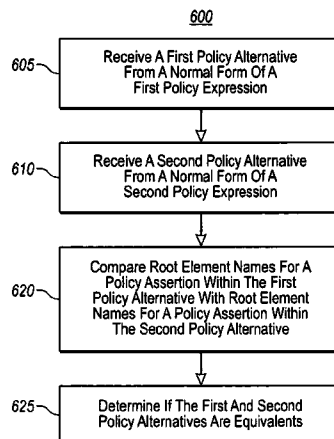 600
605
Receive A First Policy Alternative
From A Normal Form Of A
First Policy Expression
610
Receive A Second Policy Alternative
From A Normal Form Of A
Second Policy Expression
620
Compare Root Element Names For A
Policy Assertion Within The First
Policy Alternative With Root Element
Names For A Policy Assertion Within
The Second Policy Alternative
625
Determine If The First And Second
Policy Alternatives Are Equivalents